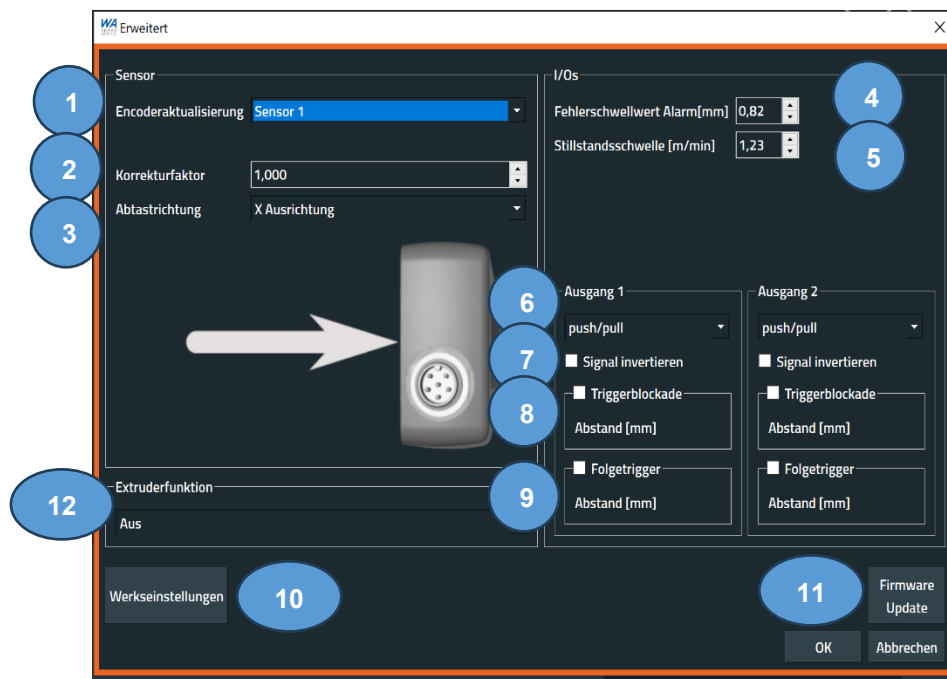 WA Erweitert
Sensor
1
Encoderaktualisierung Sensor 1
2
Korrekturfaktor 1,000
Abtastrichtung X Ausrichtung
3
I/Os
Fehlerschwellwert Alarm[mm] 0,82
4
Stillstandsschwelle [m/min] 1,23
5
6
Ausgang 1
push/pull
7
Signal invertieren
Triggerblockade
8
Abstand [mm]
Folgetrigger
9
Abstand [mm]
Ausgang 2
push/pull
Signal invertieren
Triggerblockade
Abstand [mm]
Folgetrigger
Abstand [mm]
Extruderfunktion
12
Aus
Werkseinstellungen
10
11
Firmware
Update
OK
Abbrechen